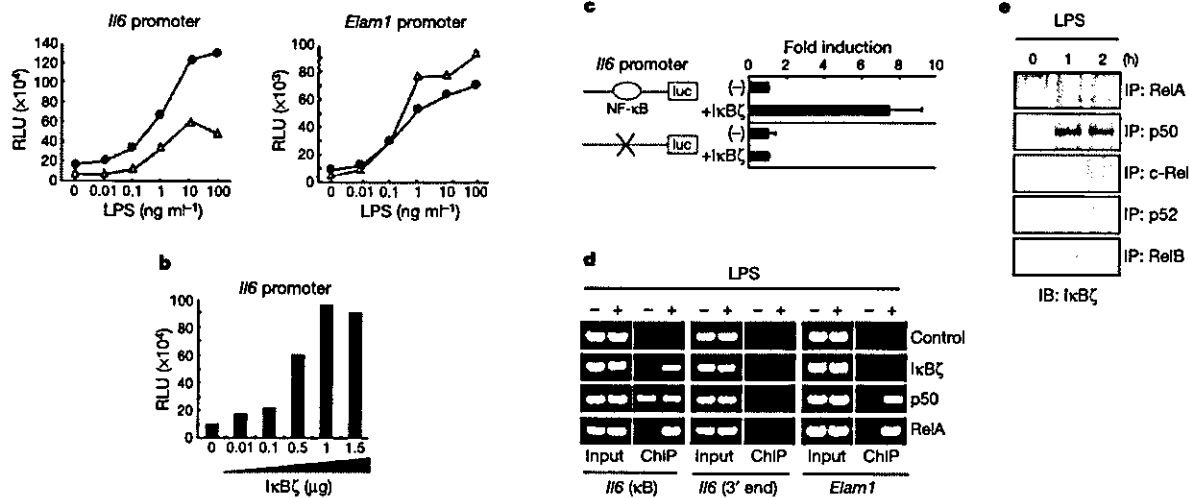 Il6 promoter
RLU (×10⁴)
140
120
100
80
60
40
20
0
0 0.01 0.1 1 10 100
LPS (ng ml⁻¹)
Elam1 promoter
RLU (×10³)
100
80
60
40
20
0
0 0.01 0.1 1 10 100
LPS (ng ml⁻¹)
b
Il6 promoter
RLU (×10⁴)
100
80
60
40
20
0
0 0.01 0.1 0.5 1 1.5
IκBζ (μg)
c
Fold induction
0 2 4 6 8 10
Il6 promoter
NF-κB
luc
(–)
+IκBζ
luc
(–)
+IκBζ
d
LPS
– + – + – + – + – + – +
Control
IκBζ
p50
RelA
Input ChIP Input ChIP Input ChIP
Il6 (κB) Il6 (3′ end) Elam1
e
LPS
0 1 2 (h)
IP: RelA
IP: p50
IP: c-Rel
IP: p52
IP: RelB
IB: IκBζ